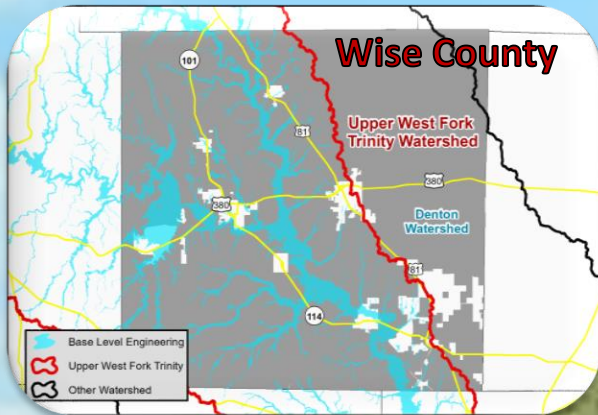 Wise County
101
81
Upper West Fork
Trinity Watershed
380
380
Denton
Watershed
81
114
Base Level Engineering
Upper West Fork Trinity
Other Watershed